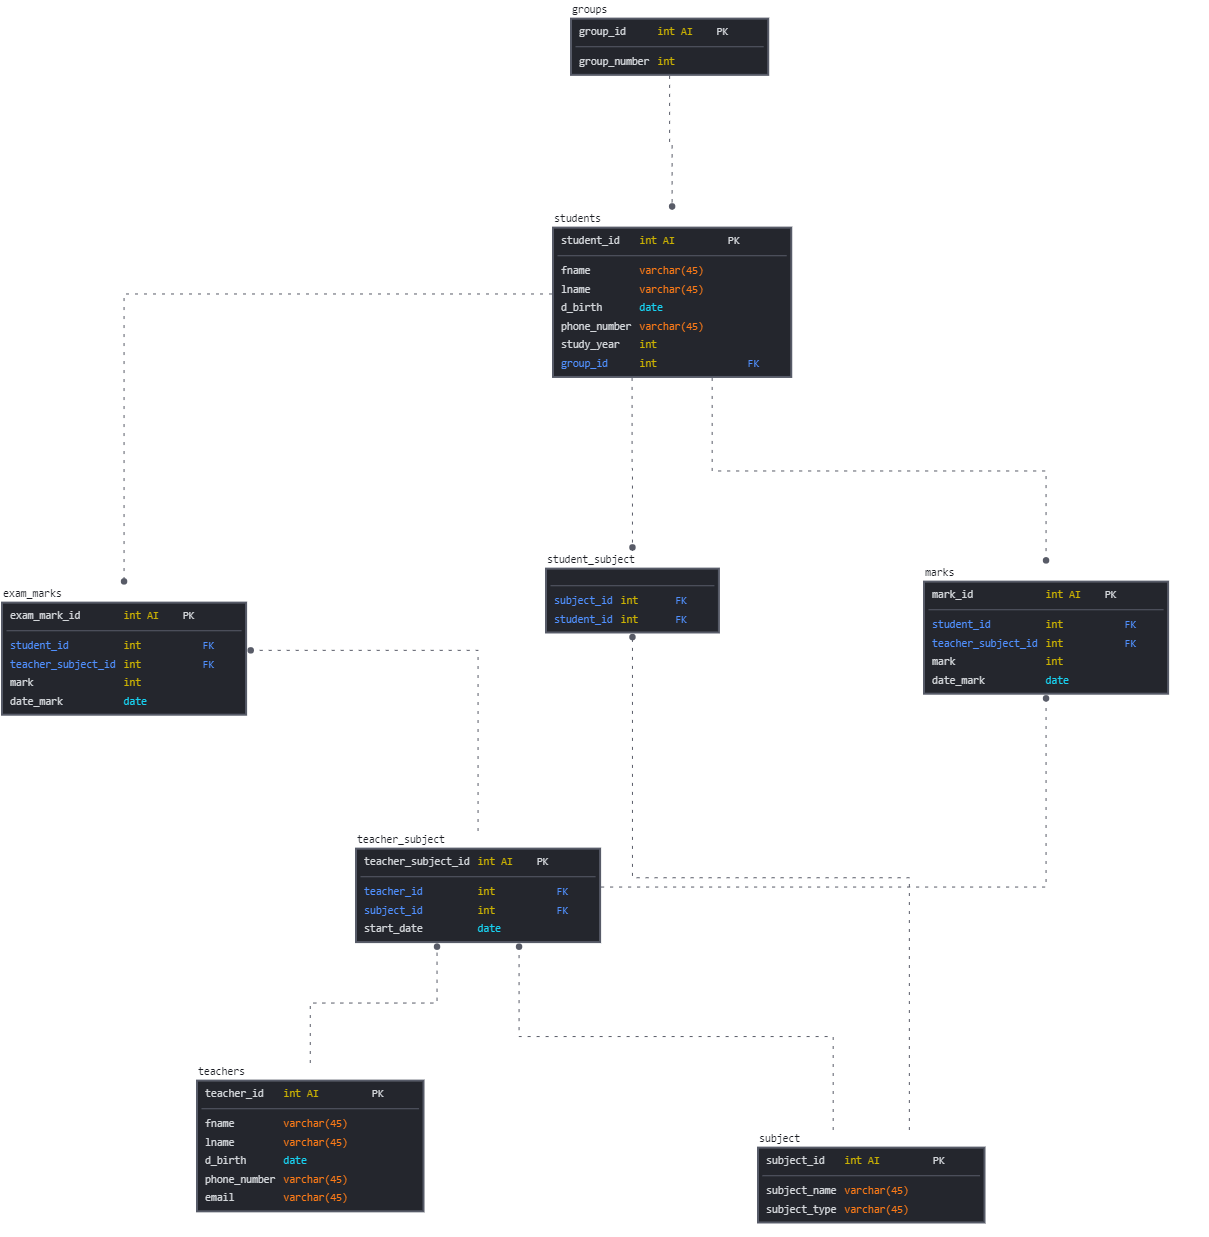 groups
group_id int AI PK
group_number int
students
student_id int AI PK
fname varchar(45)
lname varchar(45)
d_birth date
phone_number varchar(45)
study_year int
group_id int FK
student_subject
subject_id int FK
student_id int FK
marks
mark_id int AI PK
student_id int FK
teacher_subject_id int FK
mark int
date_mark date
exam_marks
exam_mark_id int AI PK
student_id int FK
teacher_subject_id int FK
mark int
date_mark date
teacher_subject
teacher_subject_id int AI PK
teacher_id int FK
subject_id int FK
start_date date
teachers
teacher_id int AI PK
fname varchar(45)
lname varchar(45)
d_birth date
phone_number varchar(45)
email varchar(45)
subject
subject_id int AI PK
subject_name varchar(45)
subject_type varchar(45)